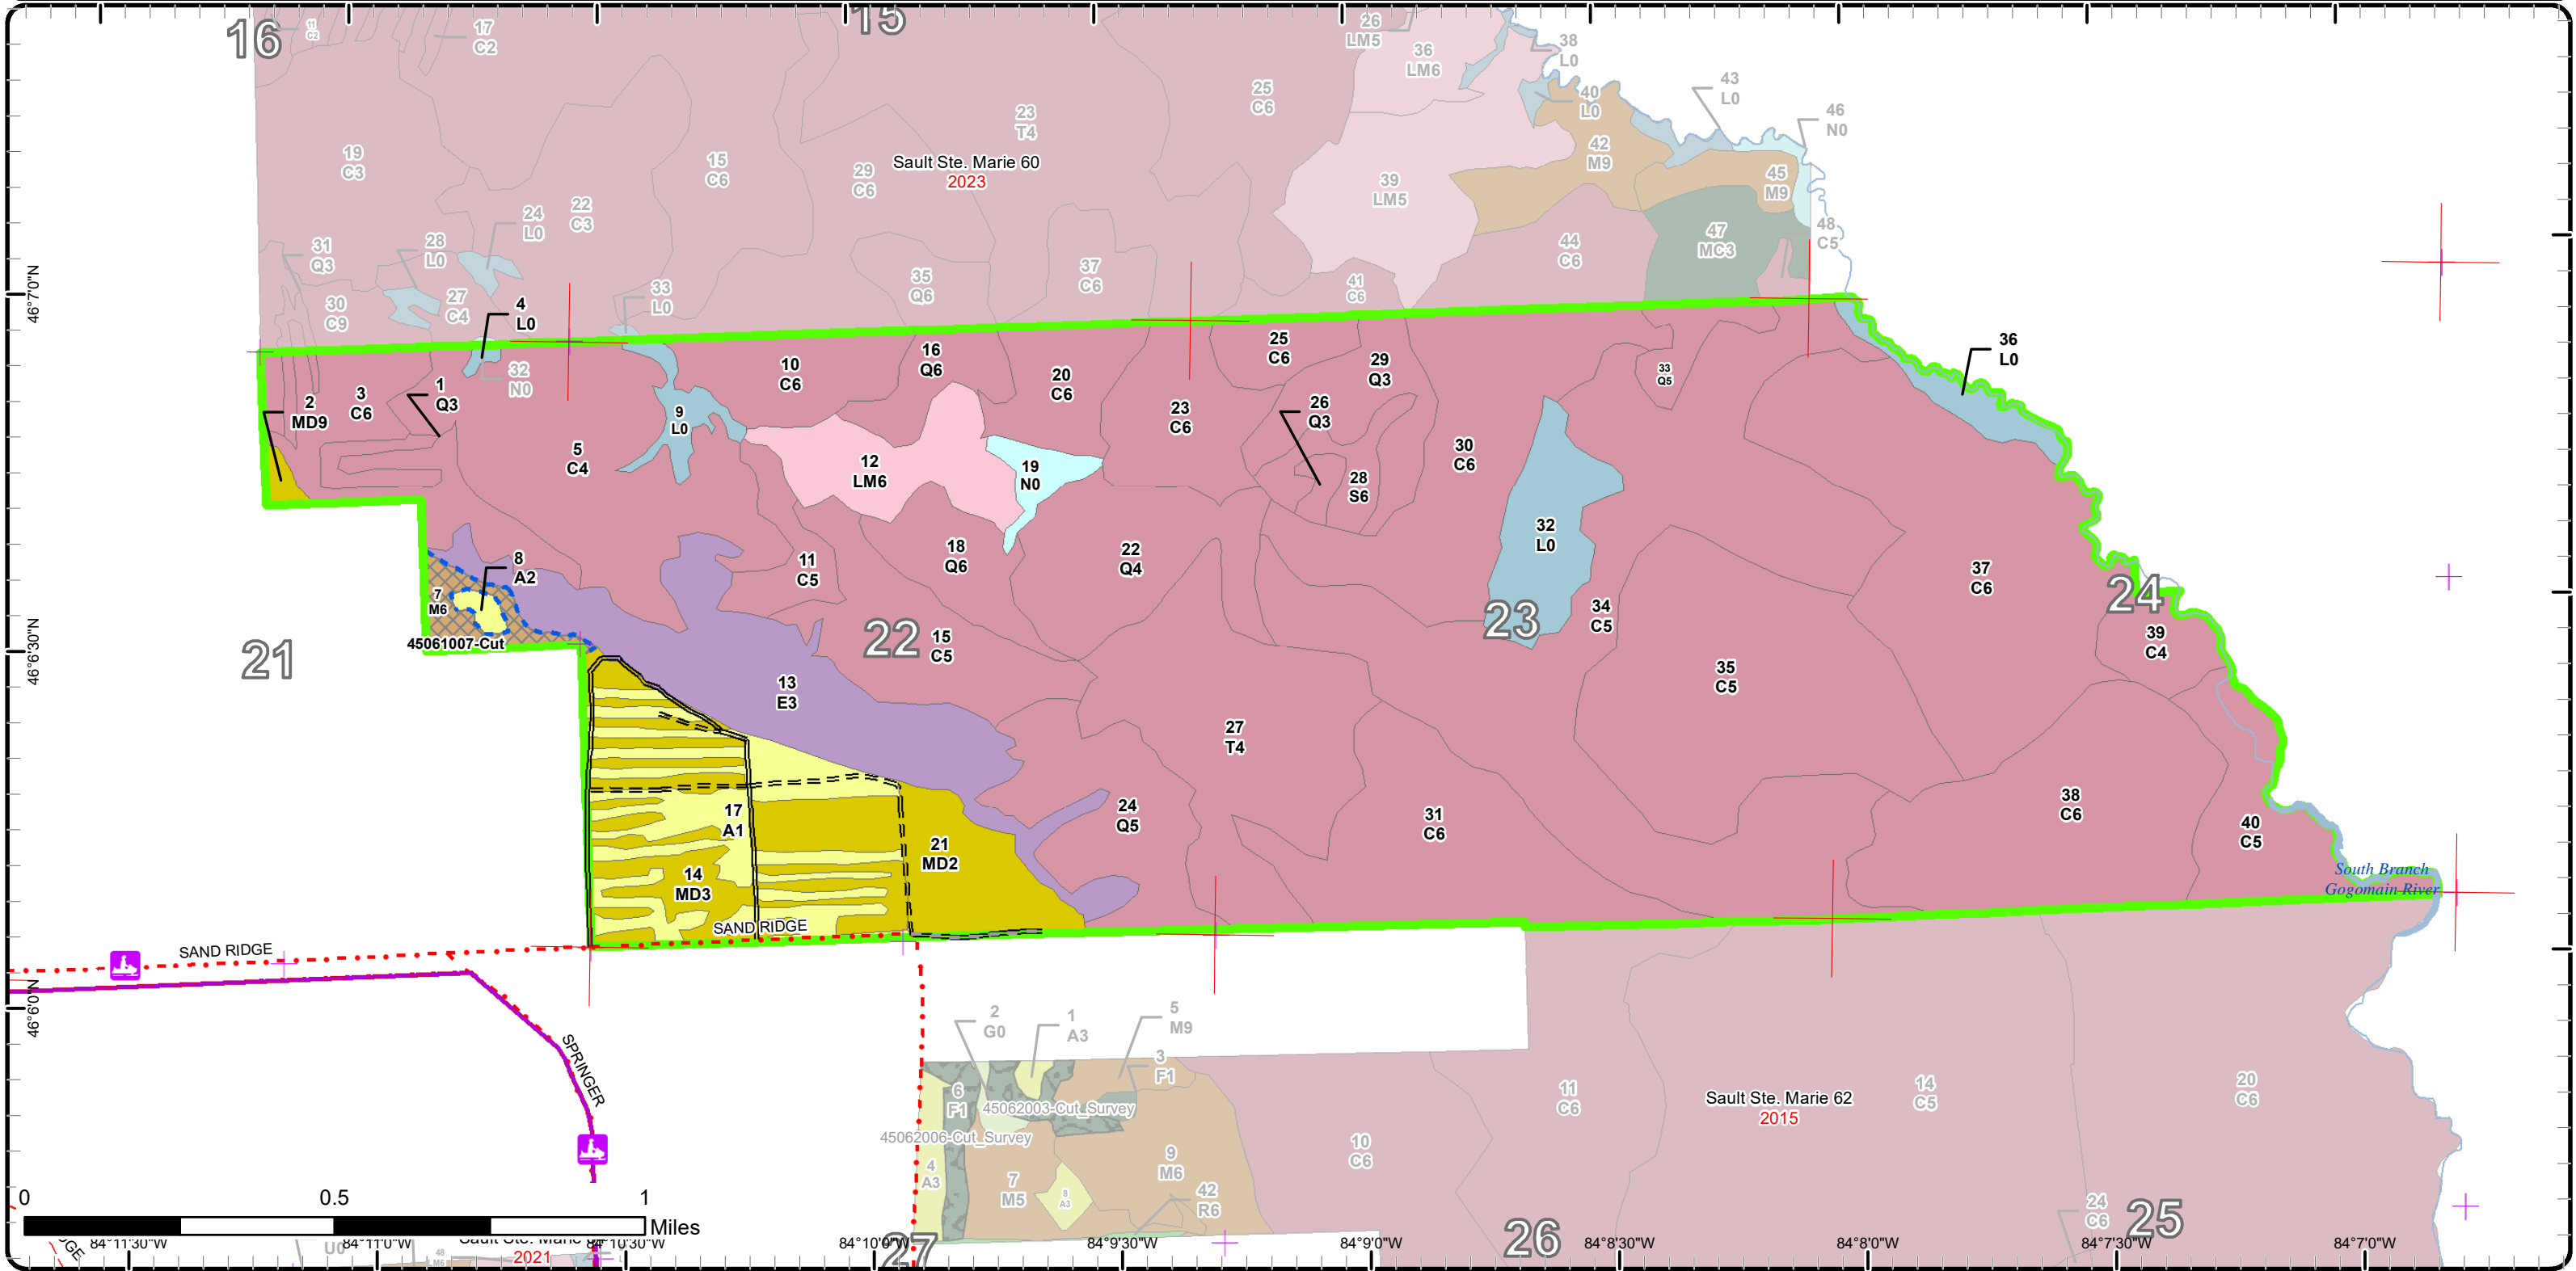 16
15
17
C2
26
LM5
36
LM6
38
L0
25
C6
43
L0
40
L0
46
N0
23
T4
42
M9
19
C3
15
C6
29
C6
Sault Ste. Marie 60
2023
39
LM5
45
M9
24
L0
22
C3
47
MC3
48
C5
31
Q3
28
L0
44
C6
35
Q6
37
C6
41
C6
33
L0
30
C9
27
C4
46°7'0"N
4
L0
36
L0
32
N0
10
C6
16
Q6
20
C6
25
C6
29
Q3
33
Q5
2
MD9
3
C6
1
Q3
9
L0
23
C6
26
Q3
5
C4
12
LM6
19
N0
30
C6
28
S6
32
L0
8
A2
11
C5
18
Q6
22
Q4
37
C6
24
7
M6
34
C5
23
45061007-Cut
46°6'30"N
21
22
15
C5
39
C4
13
E3
35
C5
27
T4
17
A1
24
Q5
31
C6
38
C6
40
C5
21
MD2
14
MD3
South Branch
Gogomain River
SAND RIDGE
SAND RIDGE
46°6'0"N
SPRINGER
2
G0
1
A3
5
M9
3
F1
6
F1
45062003-Cut_Survey
45062006-Cut_Survey
11
C6
Sault Ste. Marie 62
2015
14
C5
20
C6
4
A3
7
M5
8
A3
9
M6
42
R6
10
C6
24
C6
25
26
27
0
0.5
1
Miles
84°11'30"W
84°11'0"W
84°10'30"W
84°10'0"W
84°9'30"W
84°9'0"W
84°8'30"W
84°8'0"W
84°7'30"W
84°7'0"W
U0
48
LM6
Sault Ste. Marie
2021